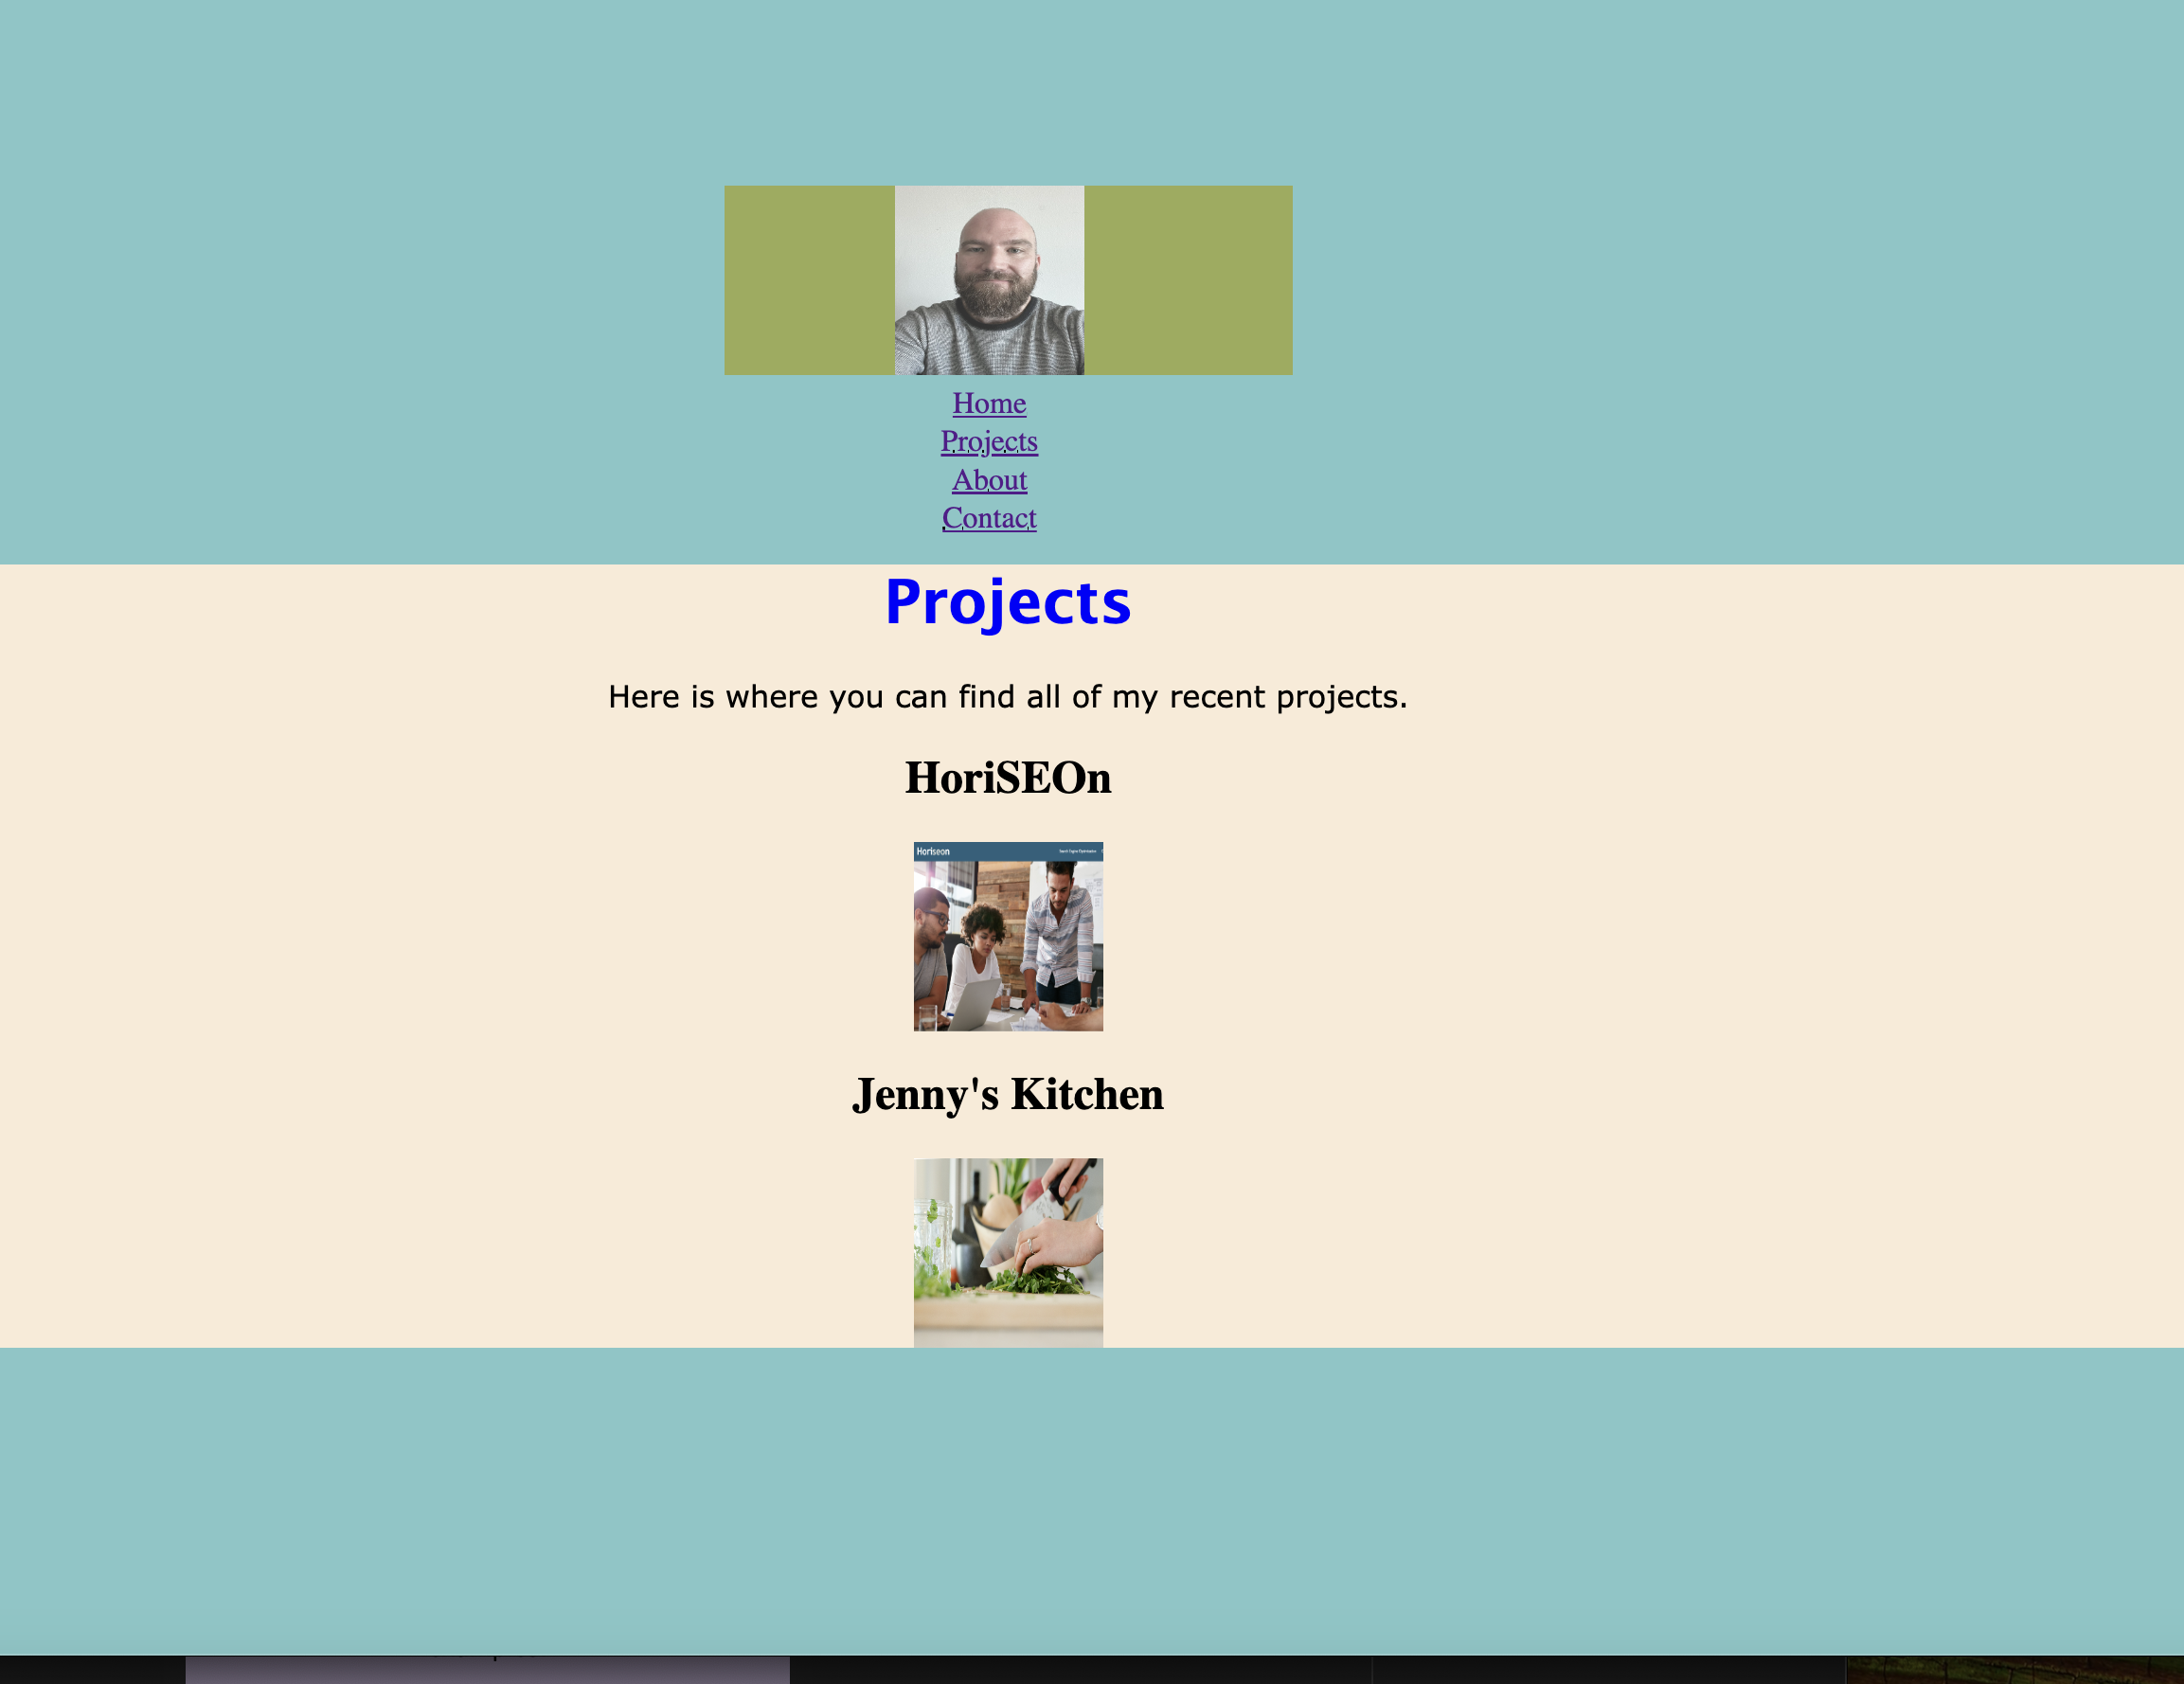 Home
Projects
About
Contact
Projects
Here is where you can find all of my recent projects.
HoriSEOn
Horiseon
Jenny's Kitchen